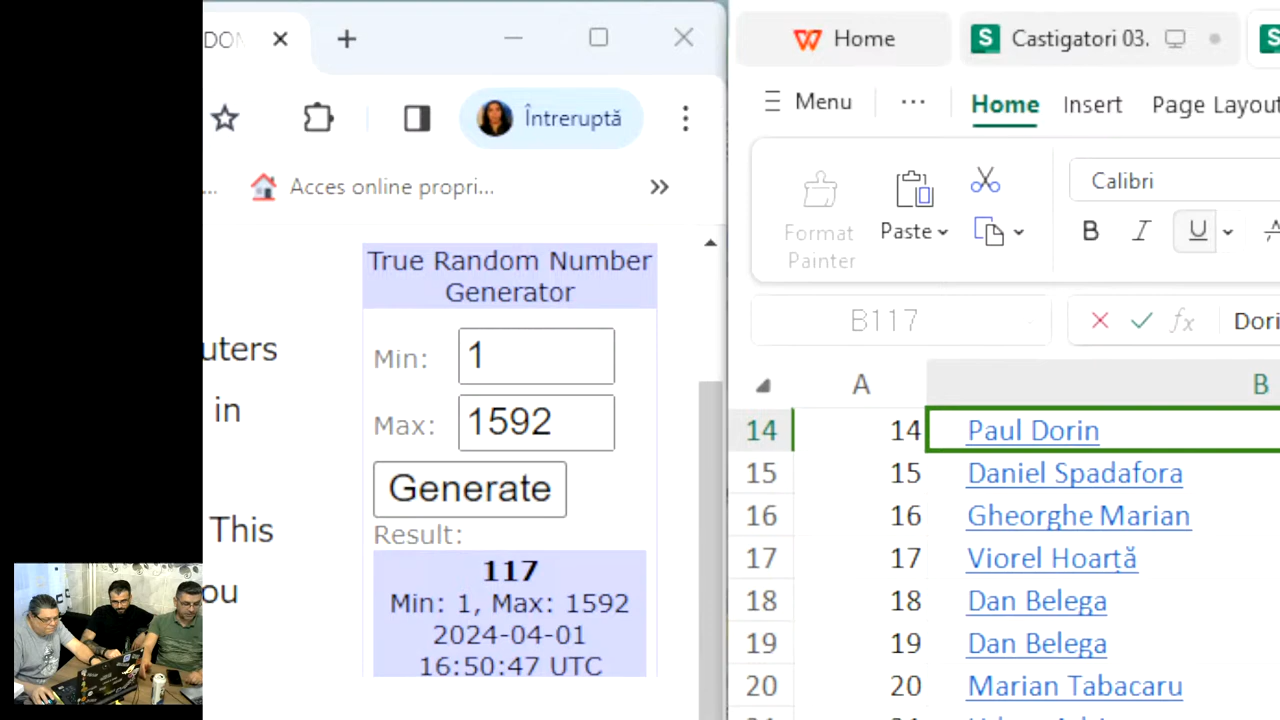 DOM
Întreruptă
... Acces online propri... »
True Random Number
Generator
Min: 1
Max: 1592
Generate
Result:
117
Min: 1, Max: 1592
2024-04-01
16:50:47 UTC
uters
in
This
ou
Home
S Castigatori 03.
S
Menu ... Home Insert Page Layout
Format
Painter
Paste
Calibri
B I U A
B117
fx Dori
A B
14 14 Paul Dorin
15 15 Daniel Spadafora
16 16 Gheorghe Marian
17 17 Viorel Hoarță
18 18 Dan Belega
19 19 Dan Belega
20 20 Marian Tabacaru